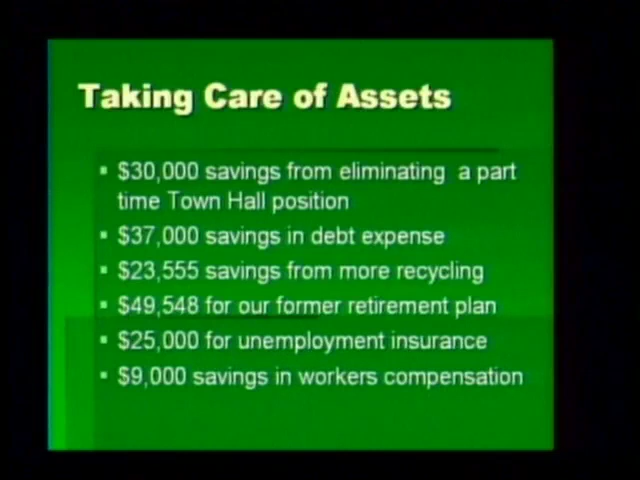 Taking Care of Assets
▪ $30,000 savings from eliminating a part
time Town Hall position
▪ $37,000 savings in debt expense
▪ $23,555 savings from more recycling
▪ $49,548 for our former retirement plan
▪ $25,000 for unemployment insurance
▪ $9,000 savings in workers compensation